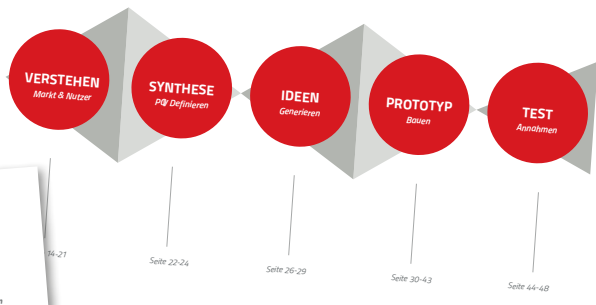 VERSTEHEN
Markt & Nutzer
SYNTHESE
Definieren
IDEEN
Generieren
PROTOTYP
Bauen
TEST
Annahmen
14-21
Seite 22-24
Seite 26-29
Seite 30-43
Seite 44-48